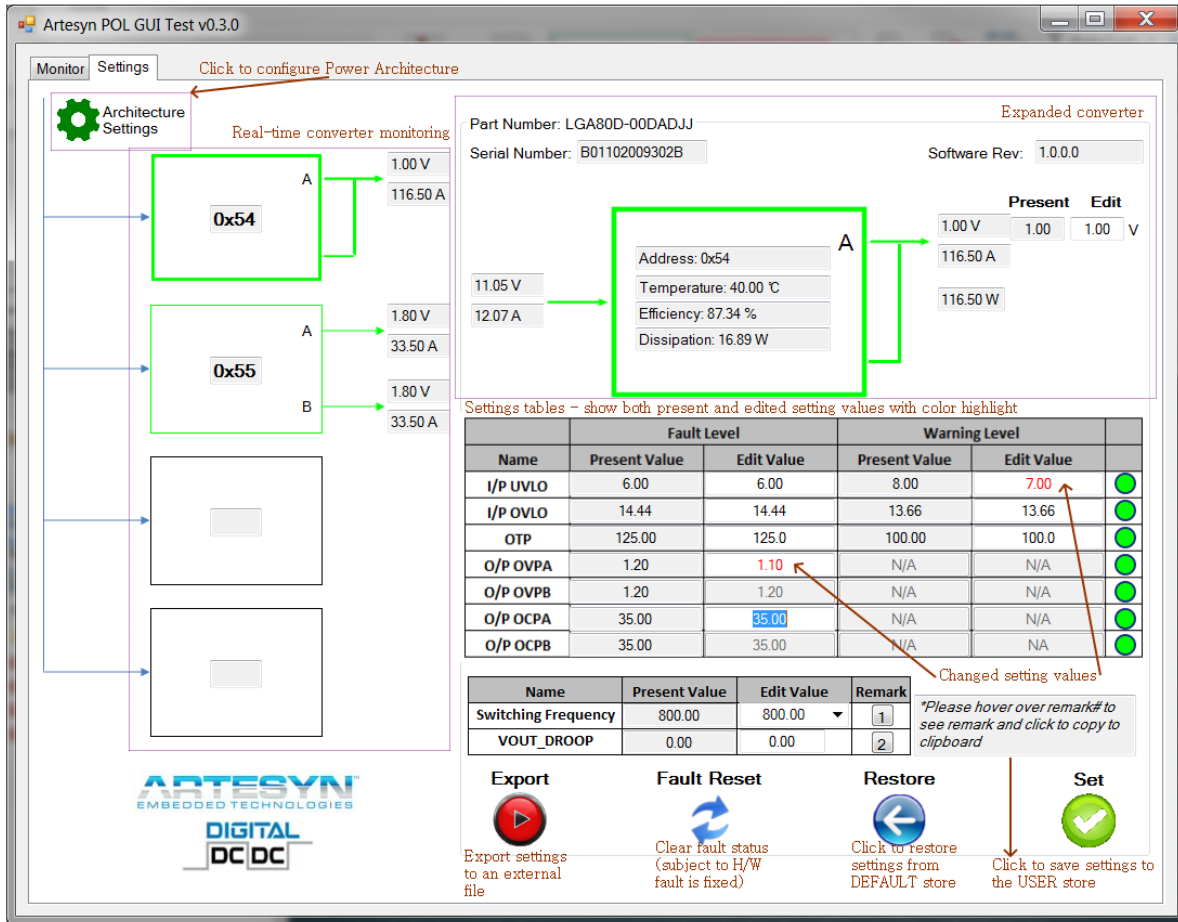 Artesyn POL GUI Test v0.3.0
Monitor Settings
Click to configure Power Architecture
Architecture
Settings
Real-time converter monitoring
0x54
A
1.00 V
116.50 A
0x55
A
1.80 V
33.50 A
B
1.80 V
33.50 A
Expanded converter
Part Number: LGA80D-00DADJJ
Serial Number: B01102009302B
Software Rev: 1.0.0.0
Present Edit
1.00 V 1.00 1.00 V
116.50 A
116.50 W
11.05 V
12.07 A
A
Address: 0x54
Temperature: 40.00 ℃
Efficiency: 87.34 %
Dissipation: 16.89 W
Settings tables - show both present and edited setting values with color highlight
Fault Level Warning Level
Name Present Value Edit Value Present Value Edit Value
I/P UVLO 6.00 6.00 8.00 7.00
I/P OVLO 14.44 14.44 13.66 13.66
OTP 125.00 125.0 100.00 100.0
O/P OVPA 1.20 1.10 N/A N/A
O/P OVPB 1.20 1.20 N/A N/A
O/P OCPA 35.00 35.00 N/A N/A
O/P OCPB 35.00 35.00 N/A NA
Changed setting values
Name Present Value Edit Value Remark
Switching Frequency 800.00 800.00 1
VOUT_DROOP 0.00 0.00 2
*Please hover over remark# to
see remark and click to copy to
clipboard
Export
Export settings
to an external
file
Fault Reset
Clear fault status
(subject to H/W
fault is fixed)
Restore
Click to restore
settings from
DEFAULT store
Set
Click to save settings to
the USER store
ARTESYN™
EMBEDDED TECHNOLOGIES
DIGITAL
DC DC